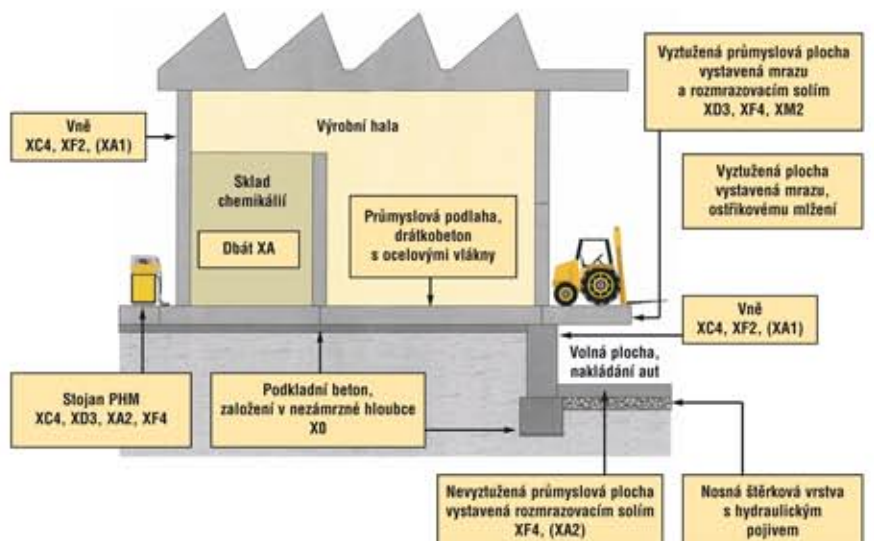 Vyztužená průmyslová plocha
vystavená mrazu
a rozmrazovacím solím
XD3, XF4, XM2
Vně
XC4, XF2, (XA1)
Výrobní hala
Sklad
chemikálií
Dbát XA
Vyztužená plocha
vystavená mrazu,
ostřikovému mlžení
Průmyslová podlaha,
drátkobeton
s ocelovými vlákny
Vně
XC4, XF2, (XA1)
Volná plocha,
nakládání aut
Stojan PHM
XC4, XD3, XA2, XF4
Podkladní beton,
založení v nezámrzné hloubce
X0
Nevyztužená průmyslová plocha
vystavená rozmrazovacím solím
XF4, (XA2)
Nosná štěrková vrstva
s hydraulickým
pojivem